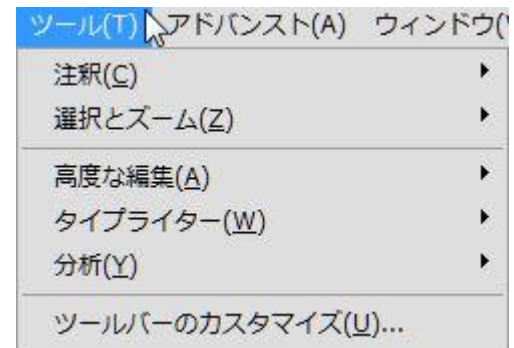 ツール(T) アドバンスト(A) ウィンドウ(
注釈(C)
選択とズーム(Z)
高度な編集(A)
タイプライター(W)
分析(Y)
ツールバーのカスタマイズ(U)...